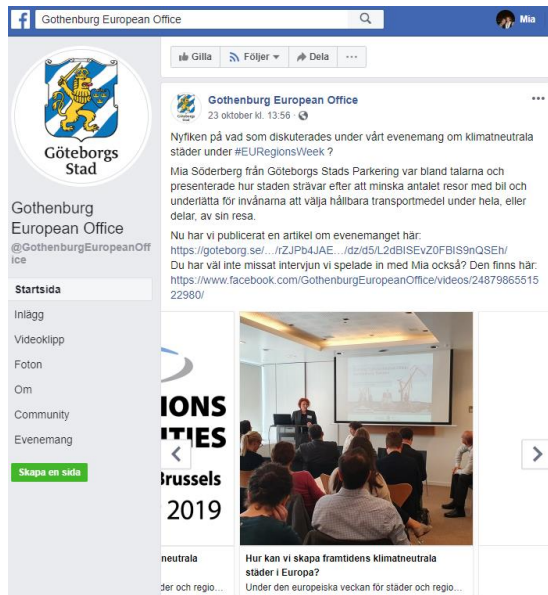 Gothenburg European Office
Mia
Göteborgs
Stad
Gothenburg
European Office
@GothenburgEuropeanOff
ice
Startsida
Inlägg
Videoklipp
Foton
Om
Community
Evenemang
Skapa en sida
Gilla
Följer
Dela
Gothenburg European Office
23 oktober kl. 13:56
Nyfiken på vad som diskuterades under vårt evenemang om klimatneutrala
städer under #EURegionsWeek ?
Mia Söderberg från Göteborgs Stads Parkering var bland talarna och
presenterade hur staden strävar efter att minska antalet resor med bil och
underlätta för invånarna att välja hållbara transportmedel under hela, eller
delar, av sin resa.
Nu har vi publicerat en artikel om evenemanget här:
https://goteborg.se/…/rZJPb4JAE…/dz/d5/L2dBISEvZ0FBIS9nQSEh/
Du har väl inte missat intervjun vi spelade in med Mia också? Den finns här:
https://www.facebook.com/GothenburgEuropeanOffice/videos/24879865515
22980/
IONS
TIES
Brussels
2019
neutrala
der och regio...
Hur kan vi skapa framtidens klimatneutrala
städer i Europa?
Under den europeiska veckan för städer och regio...